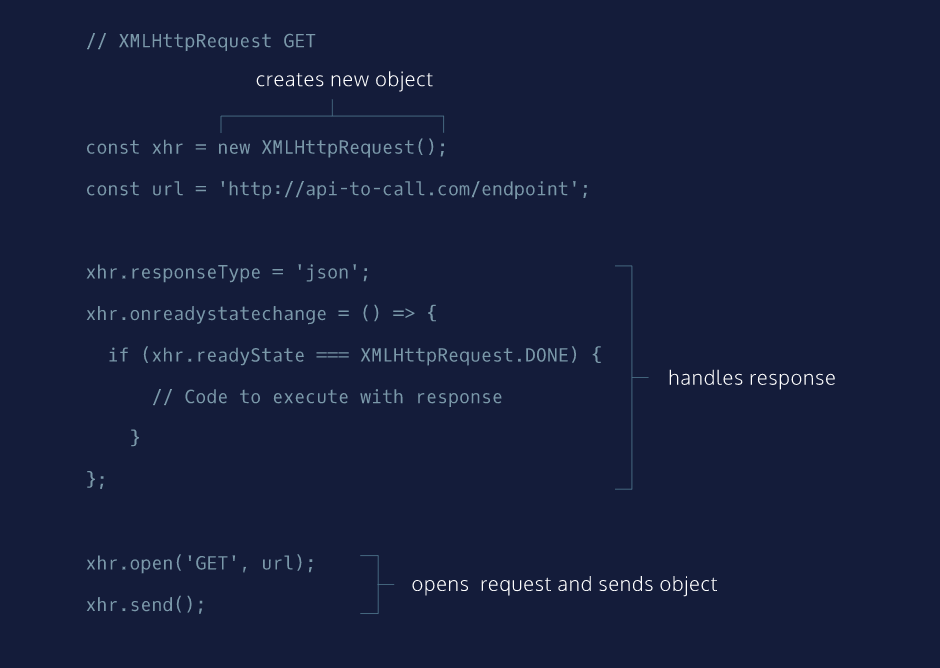 // XMLHttpRequest GET
creates new object
const xhr = new XMLHttpRequest();
const url = 'http://api-to-call.com/endpoint';
xhr.responseType = 'json';
xhr.onreadystatechange = () => {
if (xhr.readyState === XMLHttpRequest.DONE) {
handles response
// Code to execute with response
}
};
xhr.open('GET', url);
opens request and sends object
xhr.send();